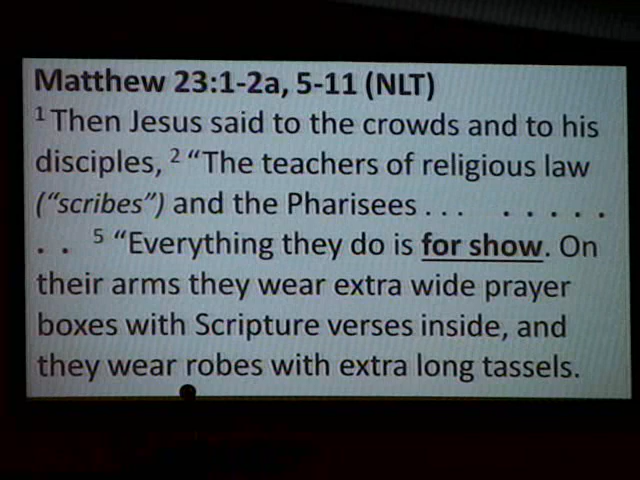 Matthew 23:1-2a, 5-11 (NLT)
1 Then Jesus said to the crowds and to his
disciples, 2 “The teachers of religious law
(“scribes”) and the Pharisees . . .   . . . . .
. .  5 “Everything they do is for show. On
their arms they wear extra wide prayer
boxes with Scripture verses inside, and
they wear robes with extra long tassels.